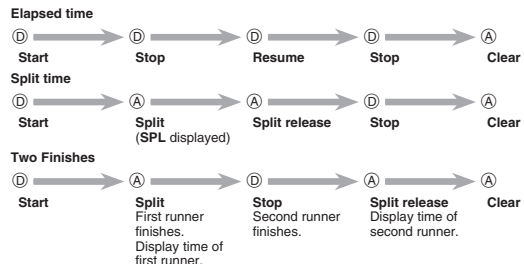 Elapsed time
Ⓓ Ⓓ Ⓓ Ⓓ Ⓐ
Start Stop Resume Stop Clear
Split time
Ⓓ Ⓐ Ⓐ Ⓓ Ⓐ
Start Split Split release Stop Clear
(SPL displayed)
Two Finishes
Ⓓ Ⓐ Ⓓ Ⓐ Ⓐ
Start Split Stop Split release Clear
First runner Second runner Display time of
finishes. finishes. second runner.
Display time of
first runner.